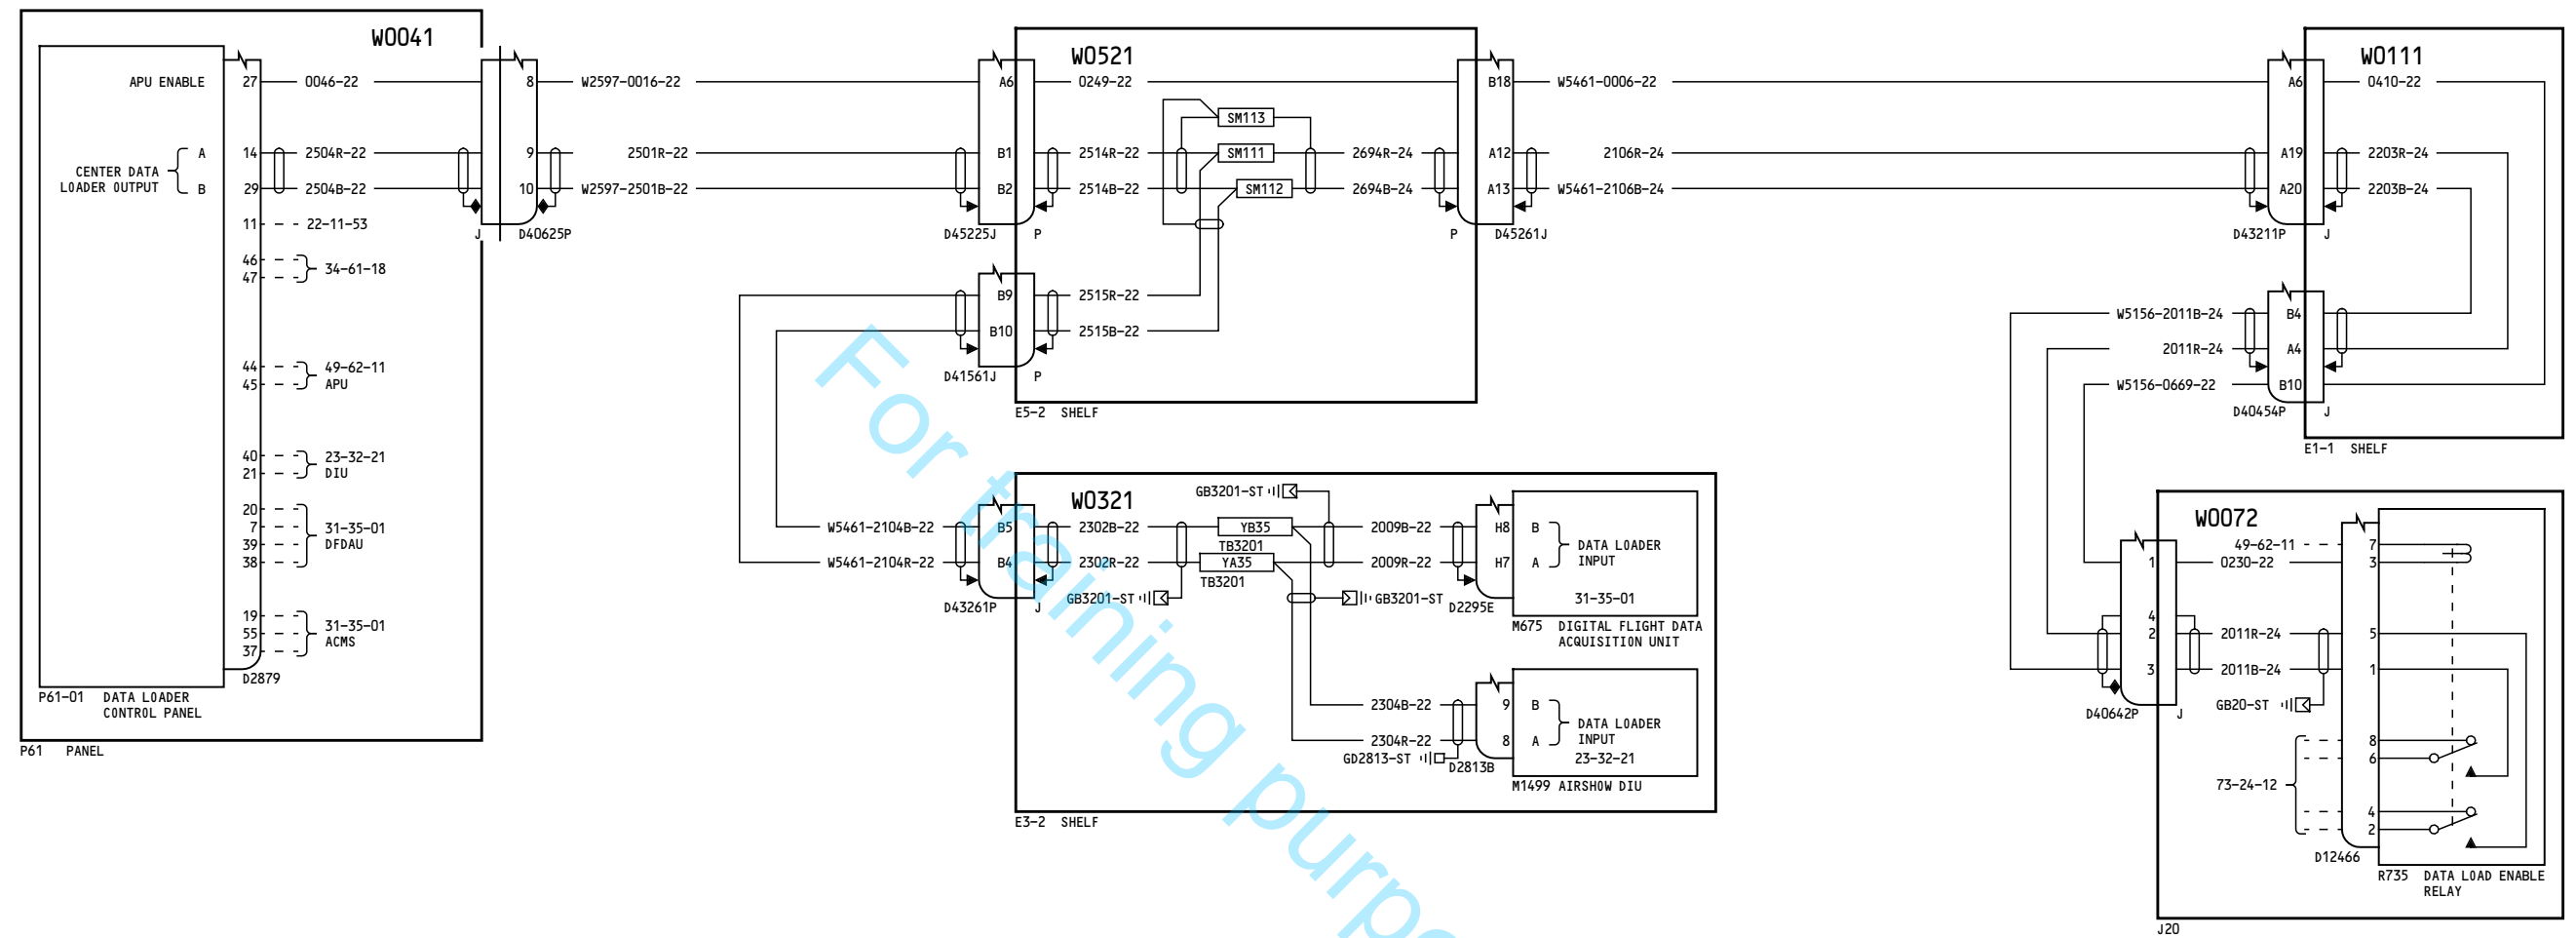 W0041
APU ENABLE 27 0046-22 8 W2597-0016-22
CENTER DATA
LOADER OUTPUT
A 14 2504R-22 9 2501R-22
B 29 2504B-22 10 W2597-2501B-22
J D40625P
11 22-11-53
46
47
34-61-18
44
45
49-62-11
APU
40
21
23-32-21
DIU
20
7
39
38
31-35-01
DFDAU
19
55
37
31-35-01
ACMS
D2879
P61-01 DATA LOADER
CONTROL PANEL
P61 PANEL
W0521
A6 0249-22 B18 W5461-0006-22
SM113
B1 2514R-22 SM111 2694R-24 A12 2106R-24
B2 2514B-22 SM112 2694B-24 A13 W5461-2106B-24
D45225J P
P D45261J
B9 2515R-22
B10 2515B-22
D41561J P
E5-2 SHELF
W0321
GB3201-ST
W5461-2104B-22 B5 2302B-22 YB35 2009B-22 H8 B
TB3201
W5461-2104R-22 B4 2302R-22 YA35 2009R-22 H7 A
TB3201
DATA LOADER
INPUT
D43261P J
GB3201-ST
GB3201-ST
D2295E
31-35-01
M675 DIGITAL FLIGHT DATA
ACQUISITION UNIT
2304B-22 9 B
2304R-22 8 A
DATA LOADER
INPUT
GD2813-ST
D2813B
23-32-21
M1499 AIRSHOW DIU
E3-2 SHELF
W0111
A6 0410-22
A19 2203R-24
A20 2203B-24
D43211P J
W5156-2011B-24 B4
2011R-24 A4
W5156-0669-22 B10
D40454P J
E1-1 SHELF
W0072
49-62-11 7
1 0230-22 3
4
2 2011R-24 5
3 2011B-24 1
D40642P J
GB20-ST
8
6
73-24-12
4
2
D12466
R735 DATA LOAD ENABLE
RELAY
J20
For training purpo